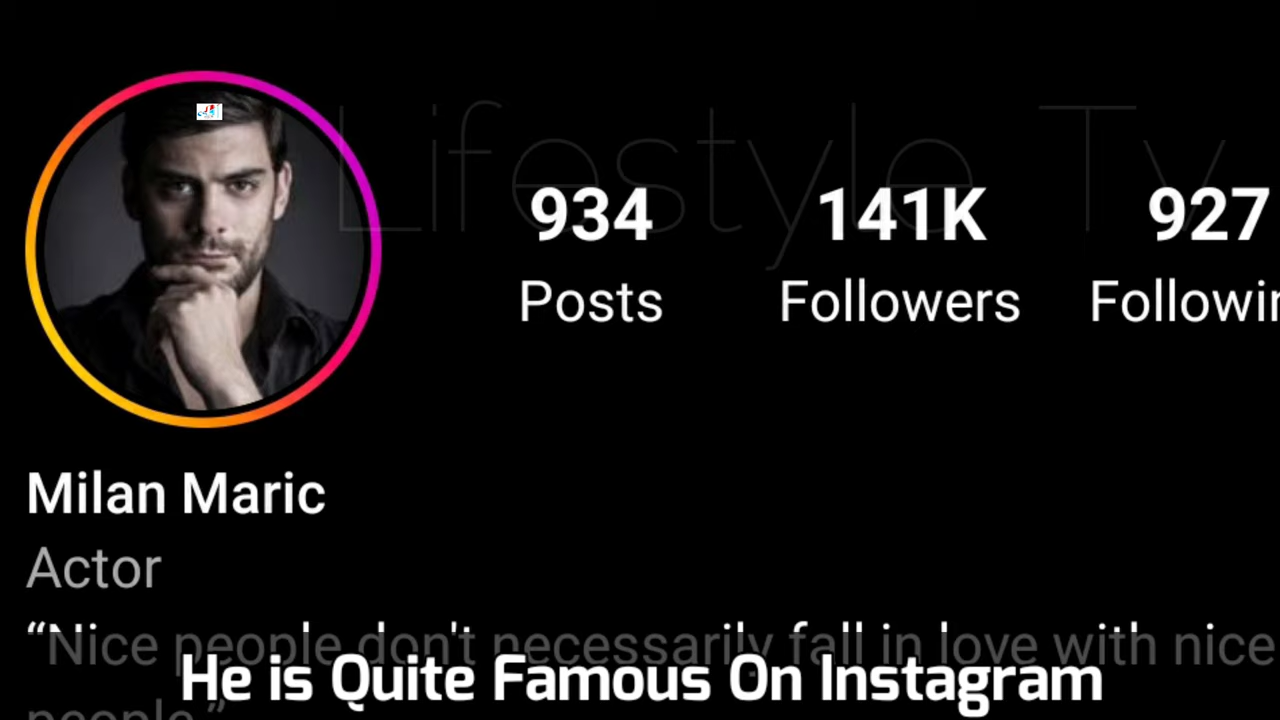 Lifestyle Tv
934 141K 927
Posts Followers Followin
Milan Maric
Actor
“Nice people don't necessarily fall in love with nice
people.”
He is Quite Famous On Instagram